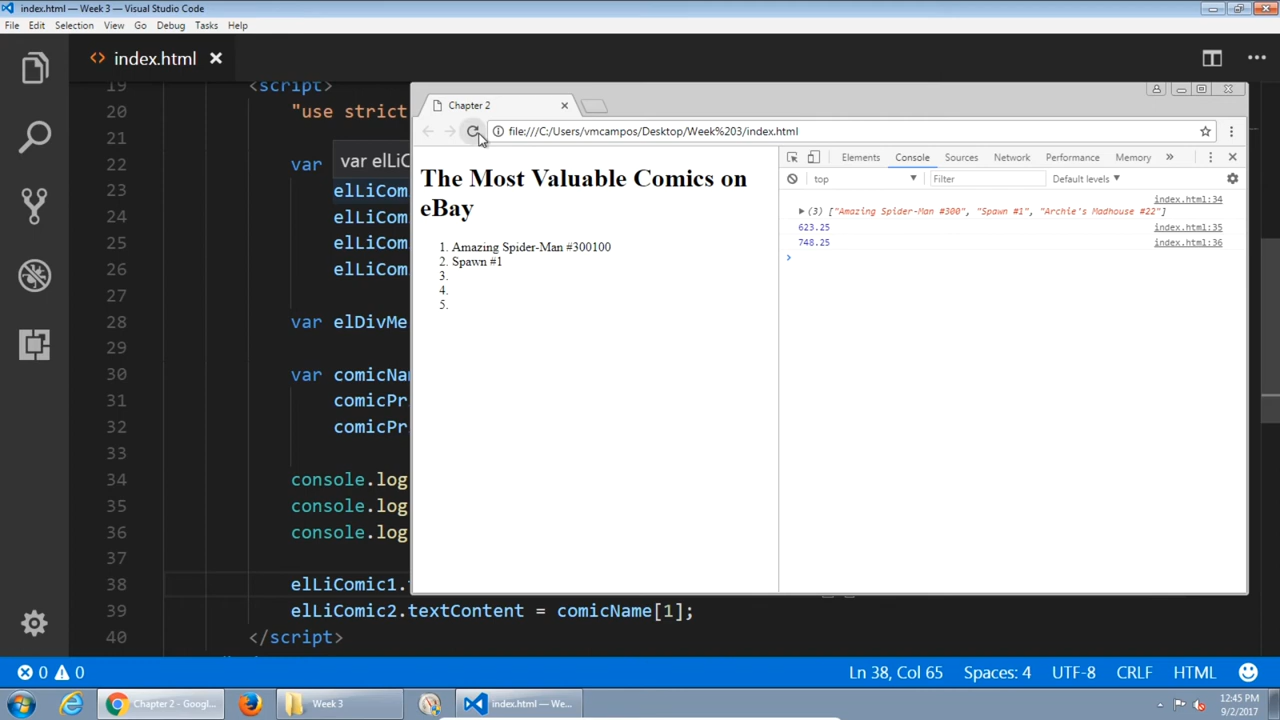 index.html — Week 3 — Visual Studio Code
File Edit Selection View Go Debug Tasks Help
index.html
19 <script>
20 "use strict
21
22 var
23 elLiCom
24 elLiCom
25 elLiCom
26 elLiCom
27
28 var elDivMe
29
30 var comicNa
31 comicPr
32 comicPr
33
34 console.log
35 console.log
36 console.log
37
38 elLiComic1.
39 elLiComic2.textContent = comicName[1];
40 </script>
var elLiC
Chapter 2
file:///C:/Users/vmcampos/Desktop/Week%203/index.html
The Most Valuable Comics on
eBay
1. Amazing Spider-Man #300100
2. Spawn #1
3.
4.
5.
Elements Console Sources Network Performance Memory »
top Filter Default levels
index.html:34
(3) ["Amazing Spider-Man #300", "Spawn #1", "Archie's Madhouse #22"]
623.25 index.html:35
748.25 index.html:36
0 0 Ln 38, Col 65 Spaces: 4 UTF-8 CRLF HTML
Chapter 2 - Googl... Week 3 index.html — We... 12:45 PM
9/2/2017